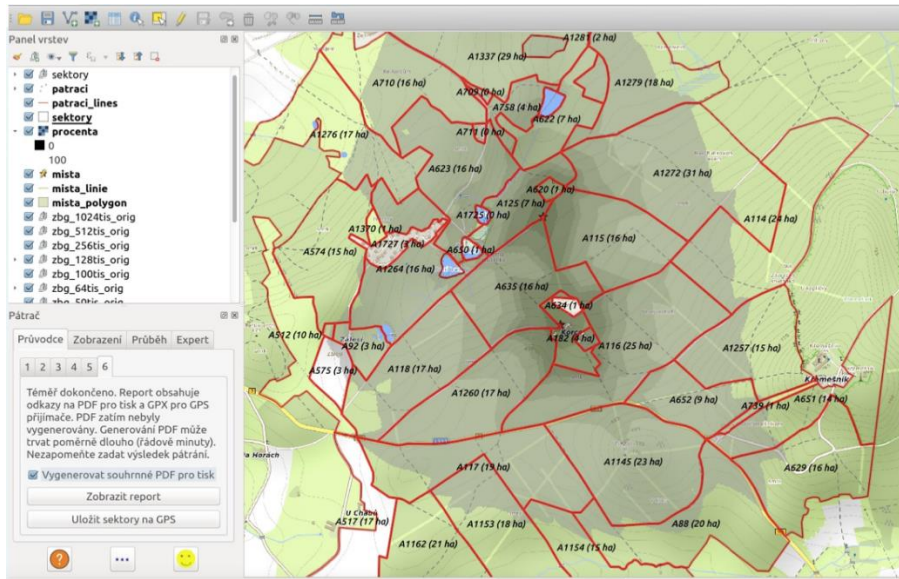 Panel vrstev
sektory
patraci
patraci_lines
sektory
procenta
0
100
mista
mista_linie
mista_polygon
zbg_1024tis_orig
zbg_512tis_orig
zbg_256tis_orig
zbg_128tis_orig
zbg_100tis_orig
zbg_64tis_orig
zbg_50tis_orig
Pátrač
Průvodce Zobrazení Průběh Expert
1 2 3 4 5 6
Téměř dokončeno. Report obsahuje
odkazy na PDF pro tisk a GPX pro GPS
přijímače. PDF zatím nebyly
vygenerovány. Generování PDF může
trvat poměrně dlouho (řádově minuty).
Nezapomeňte zadat výsledek pátrání.
Vygenerovat souhrnné PDF pro tisk
Zobrazit report
Uložit sektory na GPS
A1281 (2 ha)
A1337 (29 ha)
A710 (16 ha)
A1279 (18 ha)
A709 (0 ha)
A758 (4 ha)
A622 (7 ha)
A1276 (17 ha)
A711 (0 ha)
A623 (16 ha)
A1272 (31 ha)
A620 (1 ha)
A125 (7 ha)
A1725 (0 ha)
A114 (24 ha)
A1370 (1 ha)
A1727 (3 ha)
A115 (16 ha)
A574 (15 ha)
A650 (1 ha)
A1264 (16 ha)
A635 (16 ha)
A634 (1 ha)
A512 (10 ha)
A182 (4 ha)
A92 (3 ha)
A116 (25 ha)
A1257 (15 ha)
A575 (3 ha)
A118 (17 ha)
Křemešník
A1260 (17 ha)
A652 (9 ha)
A739 (1 ha)
A651 (14 ha)
a Horách
A117 (19 ha)
A1145 (23 ha)
A629 (16 ha)
U Chabů
A517 (17 ha)
A1153 (18 ha)
A88 (20 ha)
A1162 (21 ha)
A1154 (15 ha)